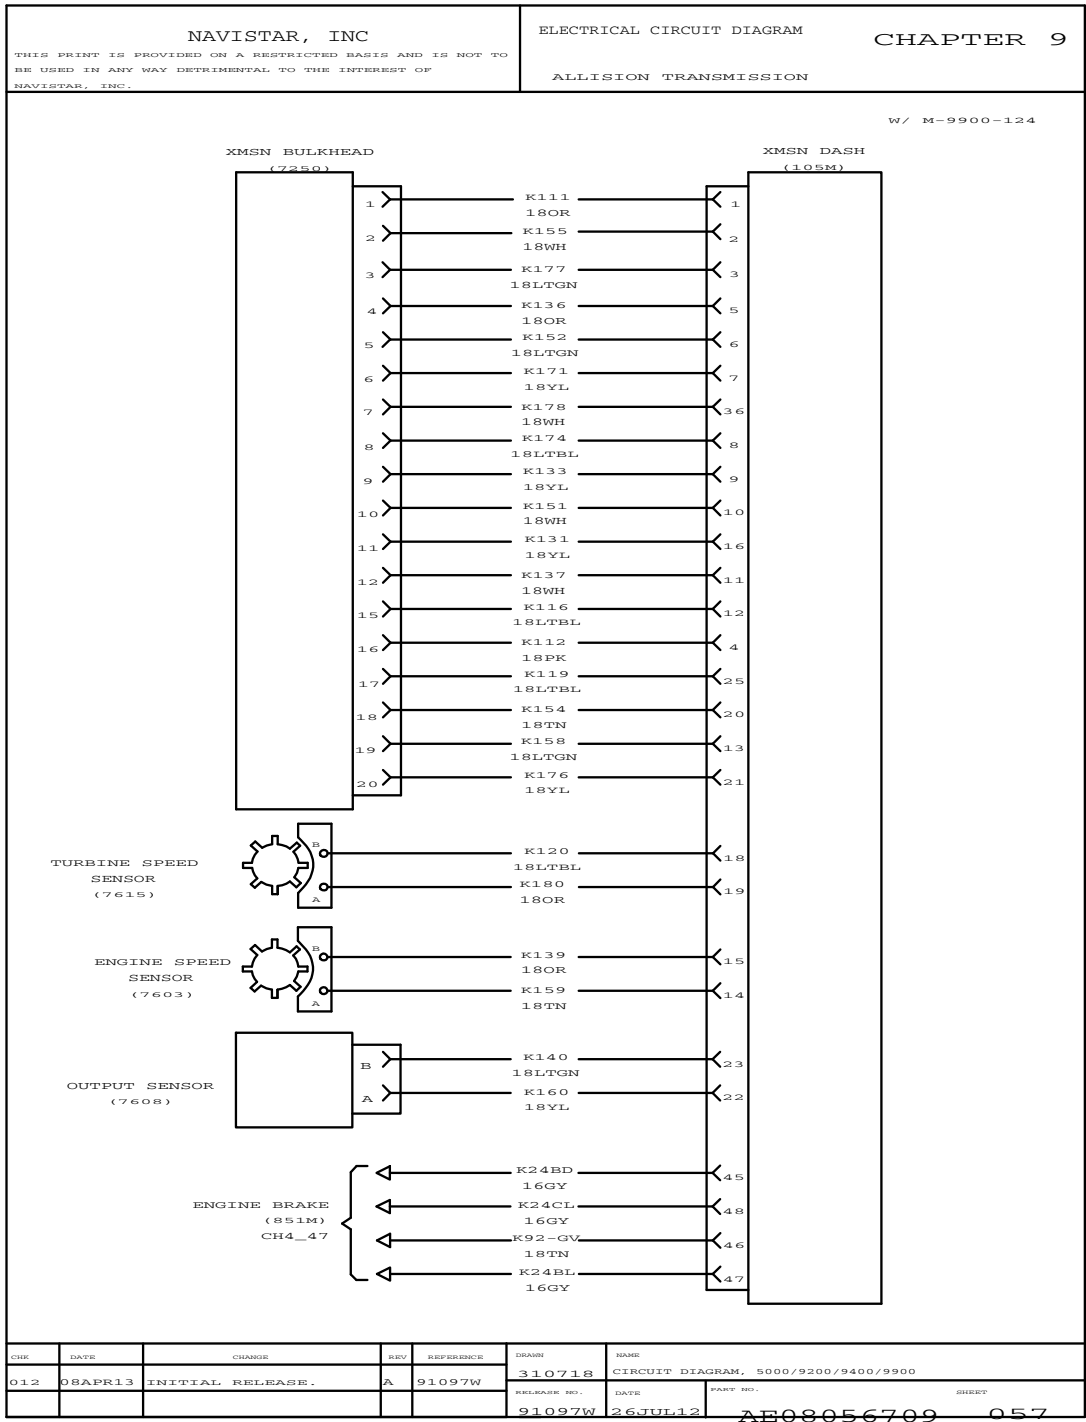 NAVISTAR, INC
THIS PRINT IS PROVIDED ON A RESTRICTED BASIS AND IS NOT TO
BE USED IN ANY WAY DETRIMENTAL TO THE INTEREST OF
NAVISTAR, INC.
ELECTRICAL CIRCUIT DIAGRAM
CHAPTER 9
ALLISION TRANSMISSION
W/ M-9900-124
XMSN BULKHEAD
(7250)
XMSN DASH
(105M)
1 K111 1
18OR
2 K155 2
18WH
3 K177 3
18LTGN
4 K136 5
18OR
5 K152 6
18LTGN
6 K171 7
18YL
7 K178 36
18WH
8 K174 8
18LTBL
9 K133 9
18YL
10 K151 10
18WH
11 K131 16
18YL
12 K137 11
18WH
15 K116 12
18LTBL
16 K112 4
18PK
17 K119 25
18LTBL
18 K154 20
18TN
19 K158 13
18LTGN
20 K176 21
18YL
TURBINE SPEED
SENSOR
(7615)
B K120 18
18LTBL
A K180 19
18OR
ENGINE SPEED
SENSOR
(7603)
B K139 15
18OR
A K159 14
18TN
OUTPUT SENSOR
(7608)
B K140 23
18LTGN
A K160 22
18YL
ENGINE BRAKE
(851M)
CH4_47
K24BD 45
16GY
K24CL 48
16GY
K92-GV 46
18TN
K24BL 47
16GY
CHK DATE CHANGE REV REFERENCE
012 08APR13 INITIAL RELEASE. A 91097W
DRAWN
310718
NAME
CIRCUIT DIAGRAM, 5000/9200/9400/9900
RELEASE NO.
91097W
DATE
26JUL12
PART NO.
AE08056709
SHEET
057